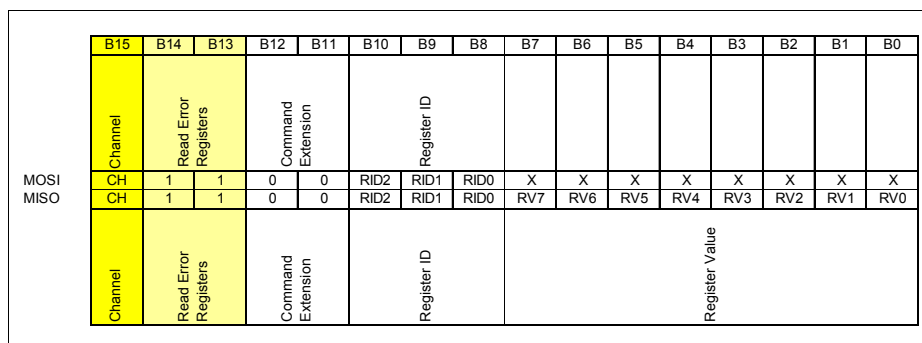 B15 B14 B13 B12 B11 B10 B9 B8 B7 B6 B5 B4 B3 B2 B1 B0
Channel
Read Error
Registers
Command
Extension
Register ID
MOSI CH 1 1 0 0 RID2 RID1 RID0 X X X X X X X X
MISO CH 1 1 0 0 RID2 RID1 RID0 RV7 RV6 RV5 RV4 RV3 RV2 RV1 RV0
Channel
Read Error
Registers
Command
Extension
Register ID
Register Value